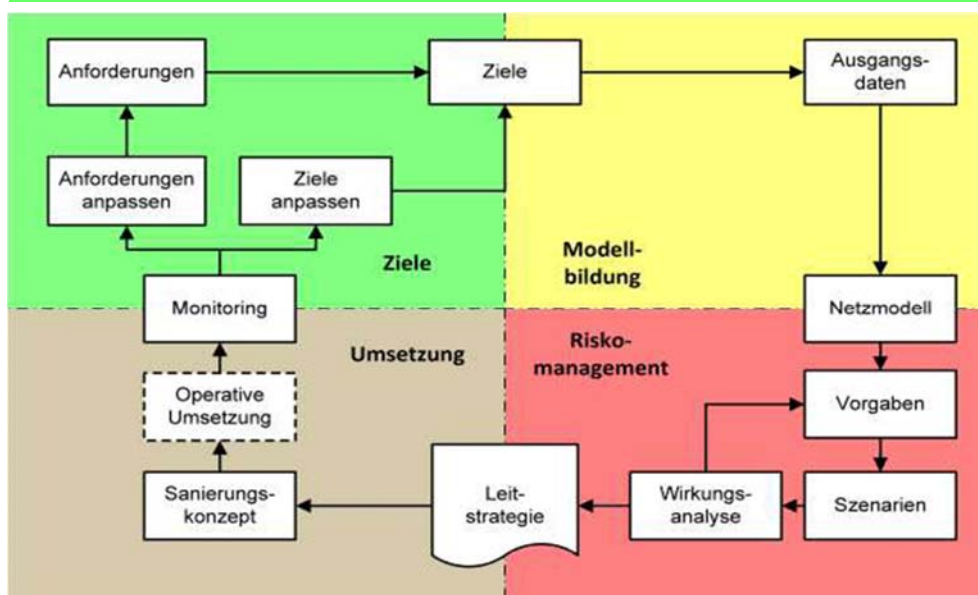 Anforderungen
Ziele
Ausgangs-
daten
Anforderungen
anpassen
Ziele
anpassen
Ziele
Modell-
bildung
Monitoring
Netzmodell
Umsetzung
Risko-
management
Operative
Umsetzung
Vorgaben
Sanierungs-
konzept
Leit-
strategie
Wirkungs-
analyse
Szenarien